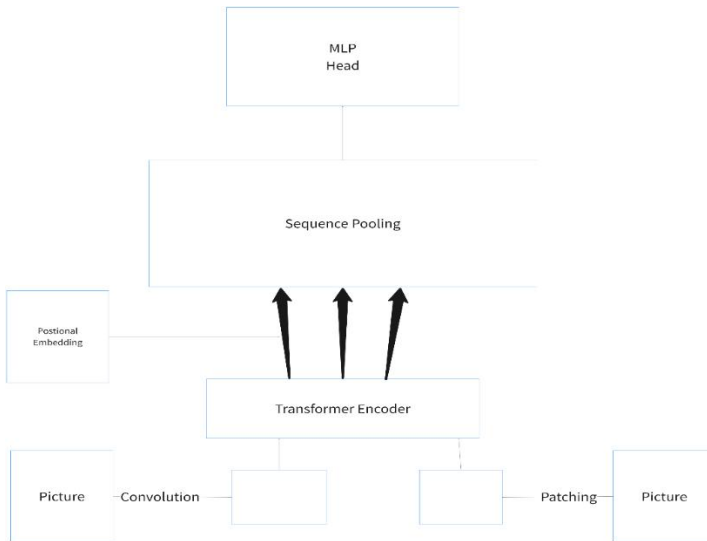 MLP
Head
Sequence Pooling
Postional
Embedding
Transformer Encoder
Picture
Convolution
Patching
Picture